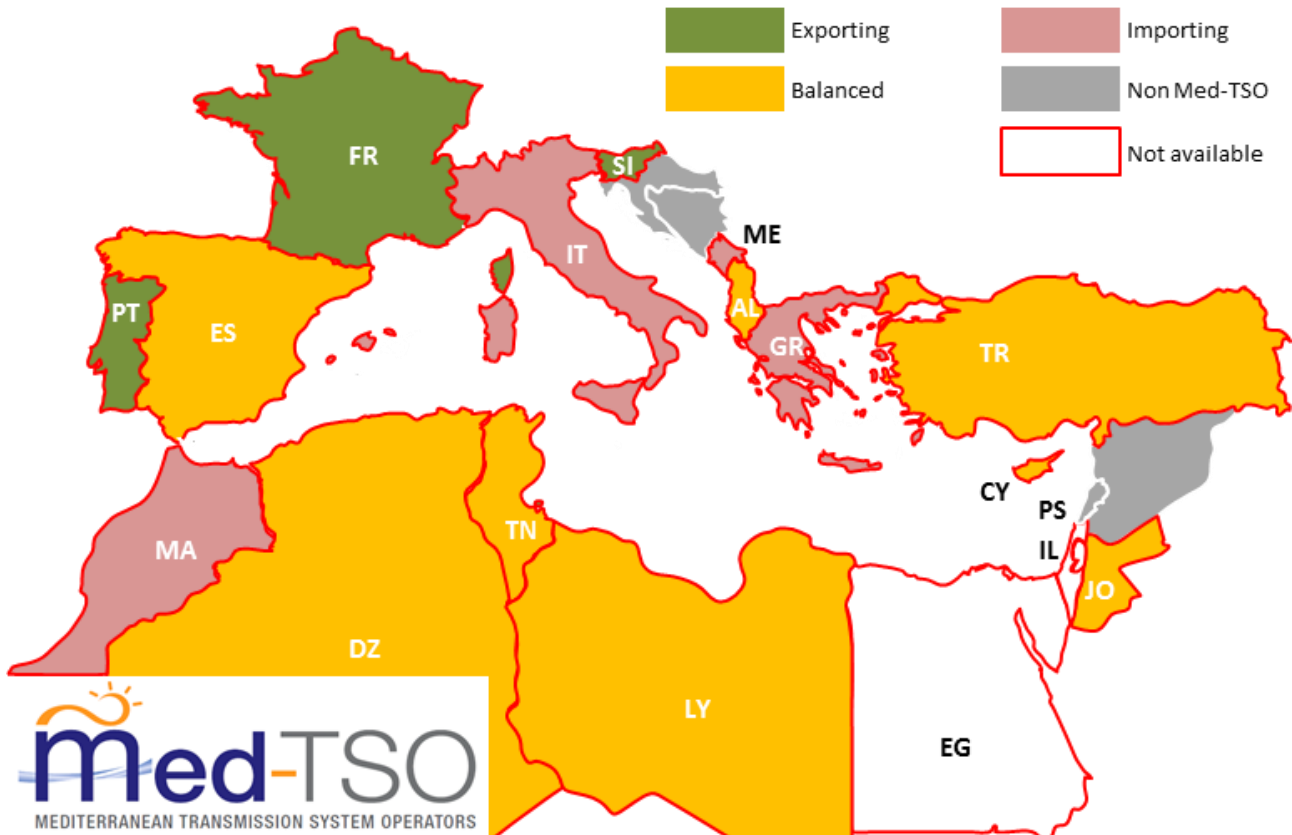 Exporting
Importing
Balanced
Non Med-TSO
Not available
FR
SI
ME
IT
PT
ES
AL
GR
TR
CY
PS
IL
JO
MA
TN
DZ
LY
EG
med-TSO
MEDITERRANEAN TRANSMISSION SYSTEM OPERATORS